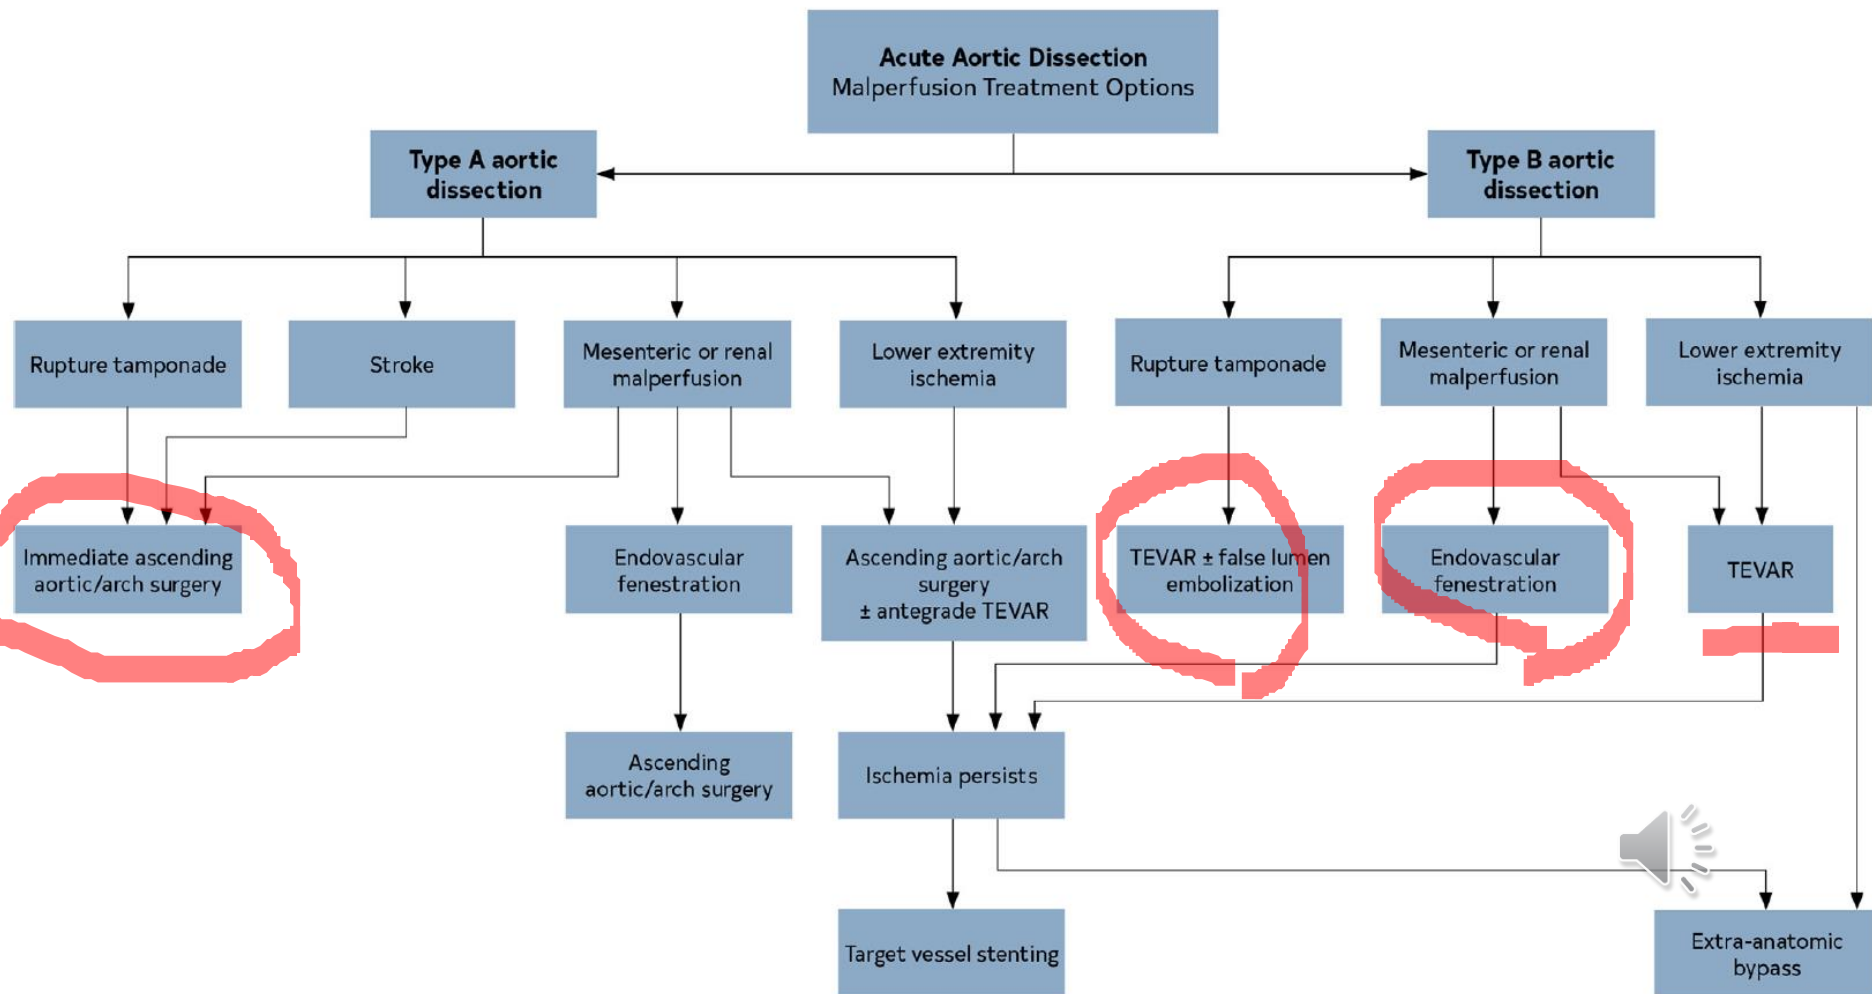 Acute Aortic Dissection
Malperfusion Treatment Options
Type A aortic
dissection
Type B aortic
dissection
Rupture tamponade
Stroke
Mesenteric or renal
malperfusion
Lower extremity
ischemia
Rupture tamponade
Mesenteric or renal
malperfusion
Lower extremity
ischemia
Immediate ascending
aortic/arch surgery
Endovascular
fenestration
Ascending aortic/arch
surgery
± antegrade TEVAR
TEVAR ± false lumen
embolization
Endovascular
fenestration
TEVAR
Ascending
aortic/arch surgery
Ischemia persists
Target vessel stenting
Extra-anatomic
bypass